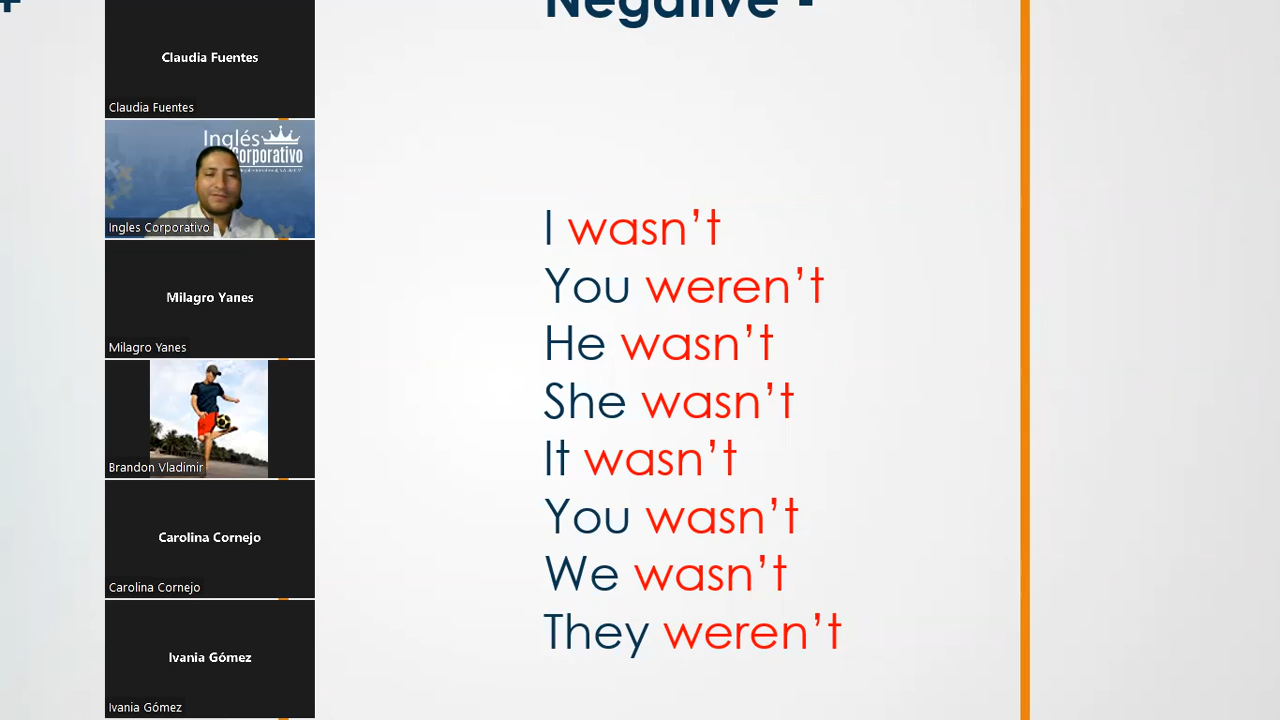 +
Negative -
Claudia Fuentes
Claudia Fuentes
Inglés
Corporativo
Ingles Corporativo
Milagro Yanes
Milagro Yanes
Brandon Vladimir
Carolina Cornejo
Carolina Cornejo
Ivania Gómez
Ivania Gómez
I wasn’t
You weren’t
He wasn’t
She wasn’t
It wasn’t
You wasn’t
We wasn’t
They weren’t